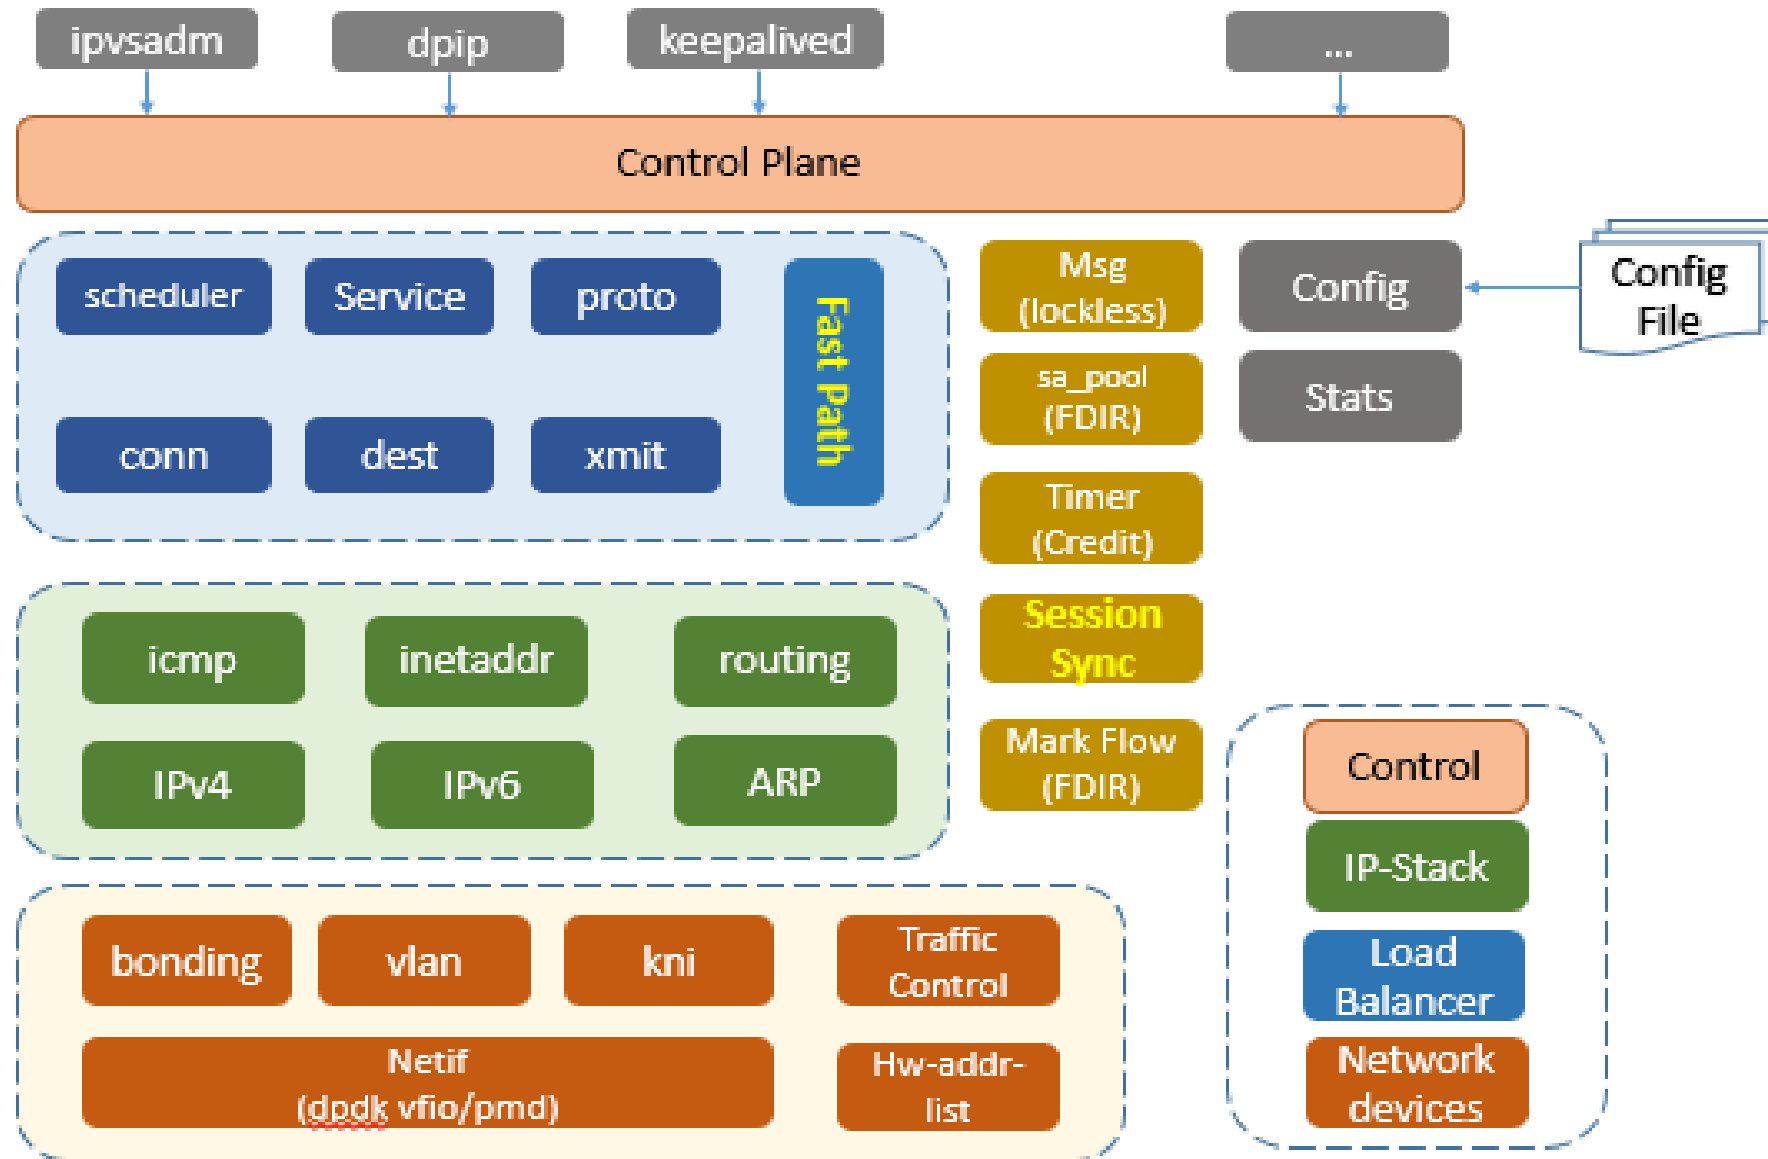 ipvsadm
dpip
keepalived
...
Control Plane
scheduler
Service
proto
Fast Path
conn
dest
xmit
Msg
(lockless)
sa_pool
(FDIR)
Timer
(Credit)
Session
Sync
Mark Flow
(FDIR)
Config
Stats
Config
File
icmp
inetaddr
routing
IPv4
IPv6
ARP
bonding
vlan
kni
Traffic
Control
Netif
(dpdk vfio/pmd)
Hw-addr-
list
Control
IP-Stack
Load
Balancer
Network
devices